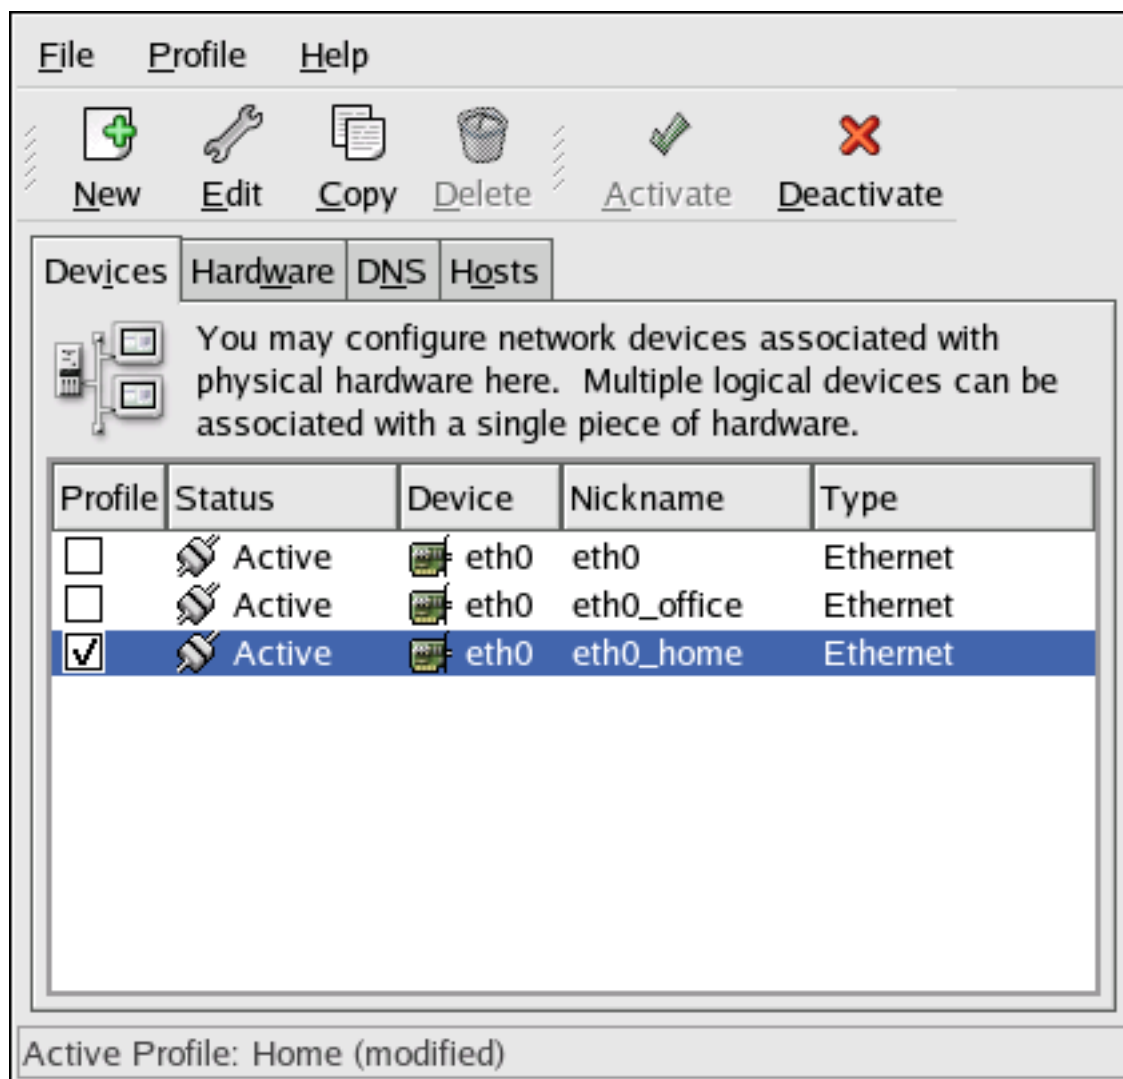 File Profile Help
New Edit Copy Delete Activate Deactivate
Devices Hardware DNS Hosts
You may configure network devices associated with
physical hardware here. Multiple logical devices can be
associated with a single piece of hardware.
Profile Status Device Nickname Type
Active eth0 eth0 Ethernet
Active eth0 eth0_office Ethernet
Active eth0 eth0_home Ethernet
Active Profile: Home (modified)